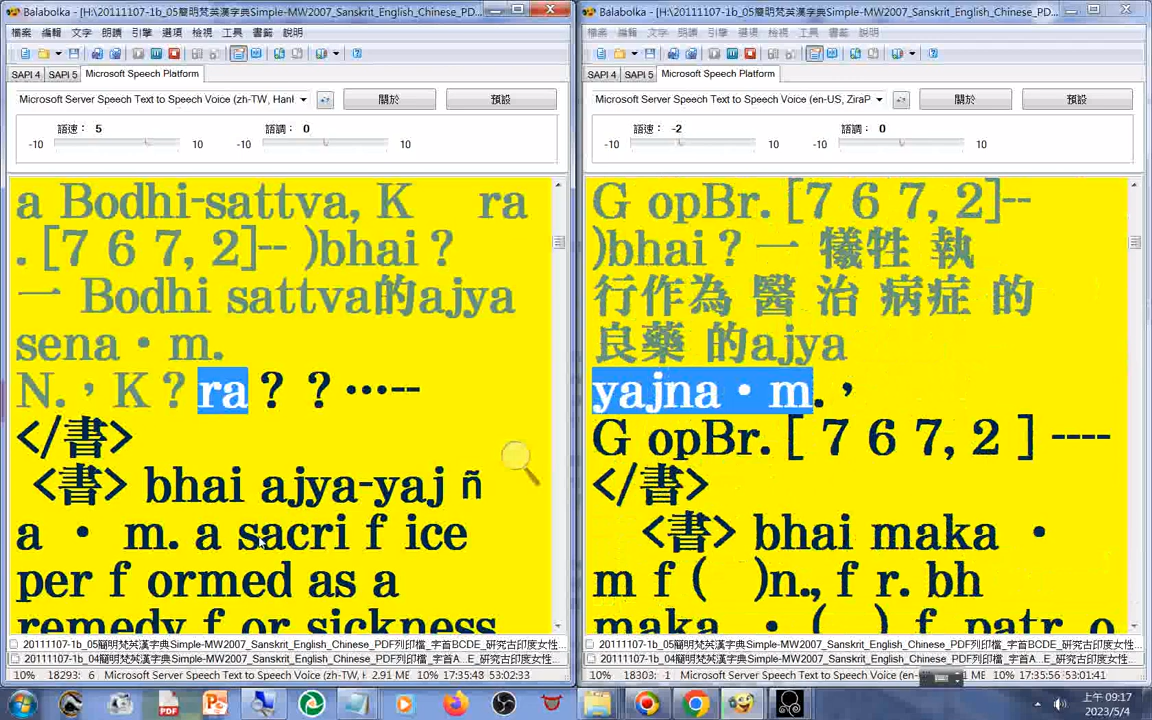 Balabolka - [H:\20111107-1b_05簡明梵英漢字典Simple-MW2007_Sanskrit_English_Chinese_PD...
檔案 編輯 文字 朗讀 引擎 選項 檢視 工具 書籤 說明
SAPI 4 SAPI 5 Microsoft Speech Platform
Microsoft Server Speech Text to Speech Voice (zh-TW, Hanl
關於 預設
語速： 5 語調： 0
-10 10 -10 10
a Bodhi-sattva, K ra
. [7 6 7, 2]-- )bhai？
一 Bodhi sattva的ajya
sena・m.
N.，K？ra？？…--
</書>
<書> bhai ajya-yaj ñ
a ・ m. a sacri f ice
per f ormed as a
remedy f or sickness
20111107-1b_05簡明梵英漢字典Simple-MW2007_Sanskrit_English_Chinese_PDF列印檔_字首BCDE_研究古印度女性...
20111107-1b_04簡明梵英漢字典Simple-MW2007_Sanskrit_English_Chinese_PDF列印檔_字首A...E_研究古印度女性...
10% 18293: 6 Microsoft Server Speech Text to Speech Voice (zh-TW, 2.91 MB 10% 17:35:48 53:02:33
Balabolka - [H:\20111107-1b_05簡明梵英漢字典Simple-MW2007_Sanskrit_English_Chinese_PD...
檔案 編輯 文字 朗讀 引擎 選項 檢視 工具 書籤 說明
SAPI 4 SAPI 5 Microsoft Speech Platform
Microsoft Server Speech Text to Speech Voice (en-US, ZiraP
關於 預設
語速： -2 語調： 0
-10 10 -10 10
G opBr. [7 6 7, 2]--
)bhai？一 犧牲 執
行作為 醫 治 病症 的
良藥 的ajya
yajna・m.，
G opBr. [ 7 6 7, 2 ] ----
</書>
<書> bhai maka ・
m f ( )n., f r. bh
maka ・ ( ) f. patr o
20111107-1b_05簡明梵英漢字典Simple-MW2007_Sanskrit_English_Chinese_PDF列印檔_字首BCDE_研究古印度女性...
20111107-1b_04簡明梵英漢字典Simple-MW2007_Sanskrit_English_Chinese_PDF列印檔_字首A...E_研究古印度女性...
10% 18303: 1 Microsoft Server Speech Text to Speech Voice MB 10% 17:35:56 53:01:41
上午 09:17
2023/5/4